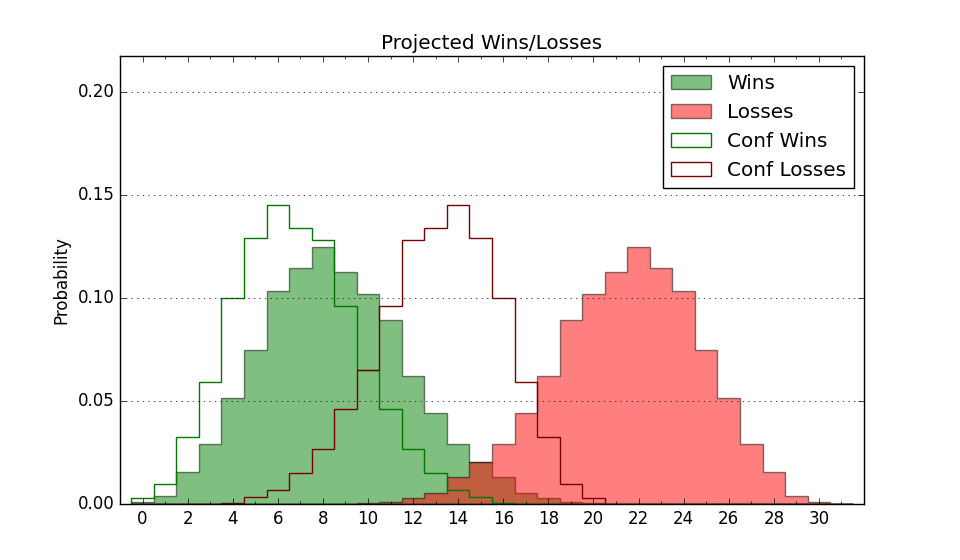 Projected Wins/Losses
0.20
0.15
0.10
0.05
0.00
Probability
Wins
Losses
Conf Wins
Conf Losses
0 2 4 6 8 10 12 14 16 18 20 22 24 26 28 30